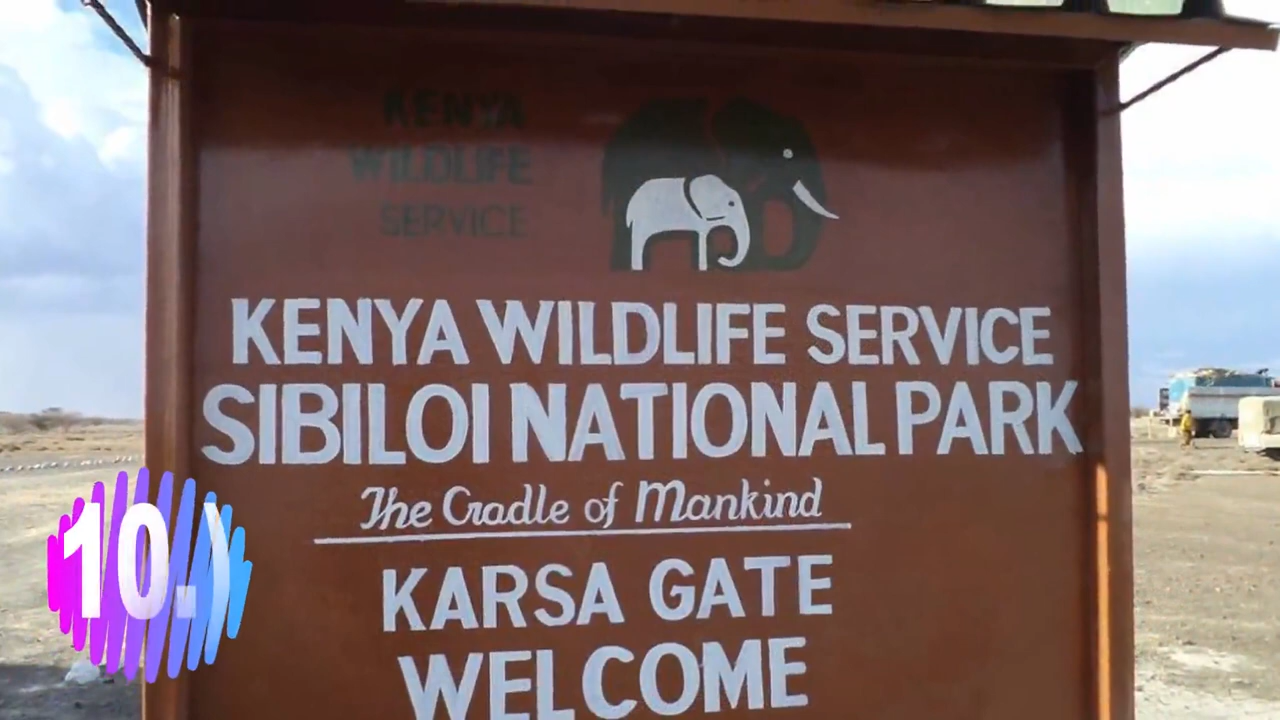 KENYA
WILDLIFE
SERVICE
KENYA WILDLIFE SERVICE
SIBILOI NATIONAL PARK
The Cradle of Mankind
KARSA GATE
WELCOME
10.)